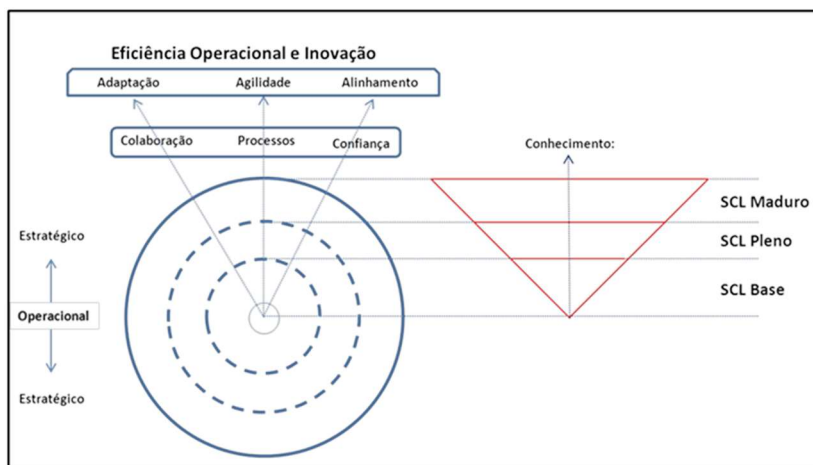 Eficiência Operacional e Inovação
Adaptação Agilidade Alinhamento
Colaboração Processos Confiança
Conhecimento:
SCL Maduro
Estratégico
SCL Pleno
SCL Base
Operacional
Estratégico